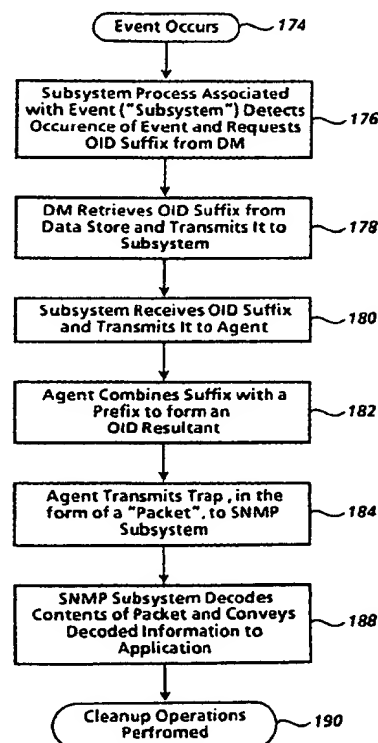 Event Occurs 174
Subsystem Process Associated
with Event ("Subsystem") Detects
Occurence of Event and Requests
OID Suffix from DM
176
DM Retrieves OID Suffix from
Data Store and Transmits It to
Subsystem
178
Subsystem Receives OID Suffix
and Transmits It to Agent
180
Agent Combines Suffix with a
Prefix to form an
OID Resultant
182
Agent Transmits Trap, in the
form of a "Packet", to SNMP
Subsystem
184
SNMP Subsystem Decodes
Contents of Packet and Conveys
Decoded Information to
Application
188
Cleanup Operations
Perfromed
190